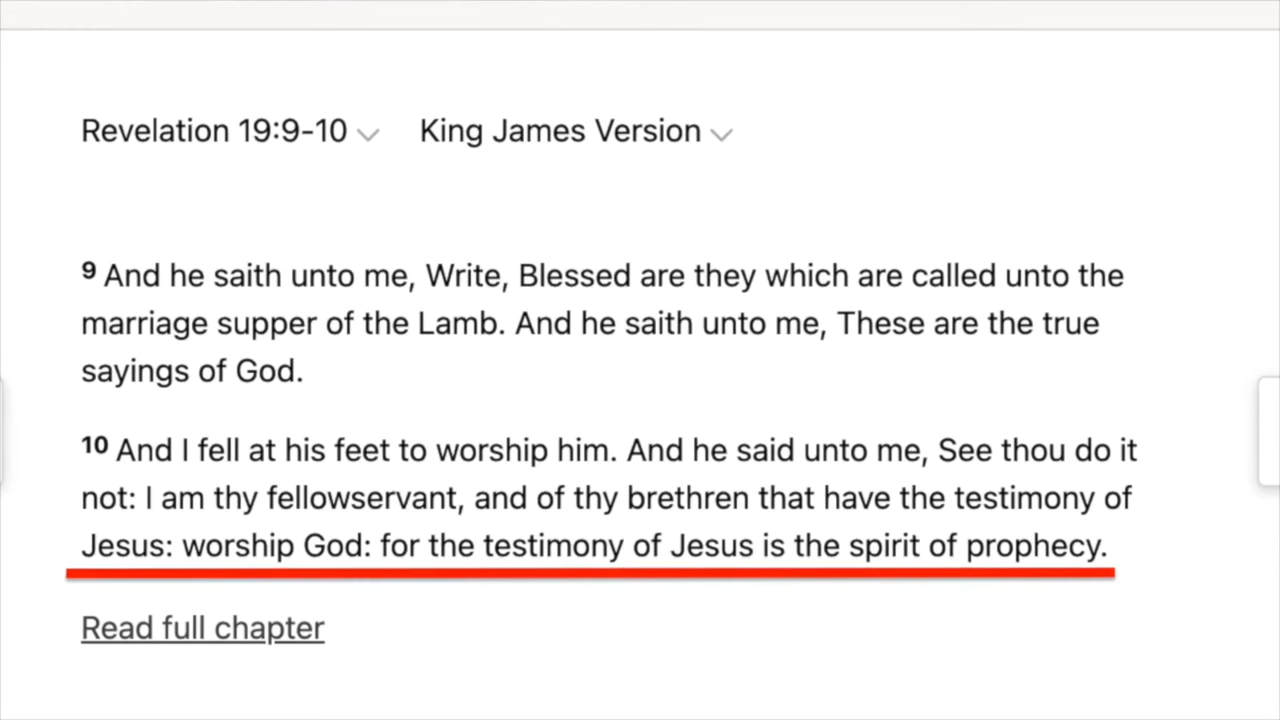 Revelation 19:9-10 King James Version
9 And he saith unto me, Write, Blessed are they which are called unto the
marriage supper of the Lamb. And he saith unto me, These are the true
sayings of God.
10 And I fell at his feet to worship him. And he said unto me, See thou do it
not: I am thy fellowservant, and of thy brethren that have the testimony of
Jesus: worship God: for the testimony of Jesus is the spirit of prophecy.
Read full chapter